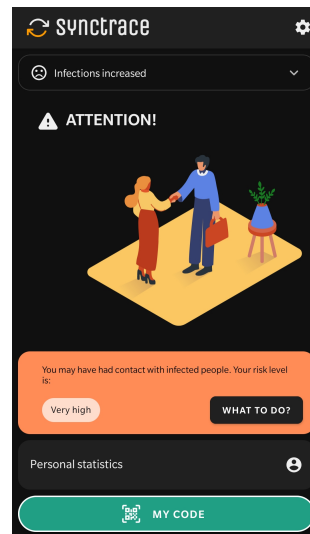 synctrace
Infections increased
ATTENTION!
You may have had contact with infected people. Your risk level
is:
Very high
WHAT TO DO?
Personal statistics
MY CODE